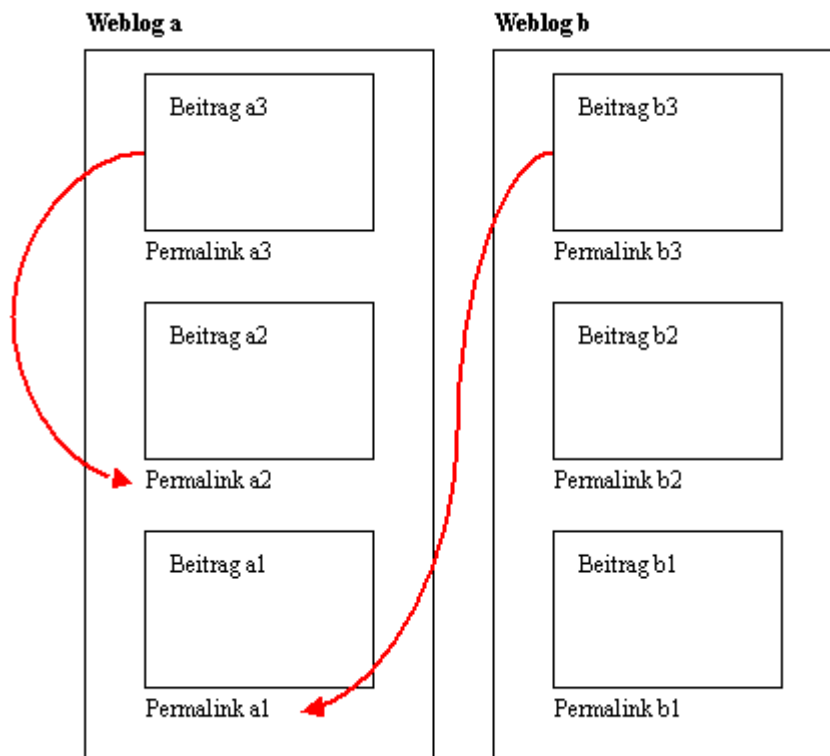 Weblog a
Beitrag a3
Permalink a3
Beitrag a2
Permalink a2
Beitrag a1
Permalink a1
Weblog b
Beitrag b3
Permalink b3
Beitrag b2
Permalink b2
Beitrag b1
Permalink b1